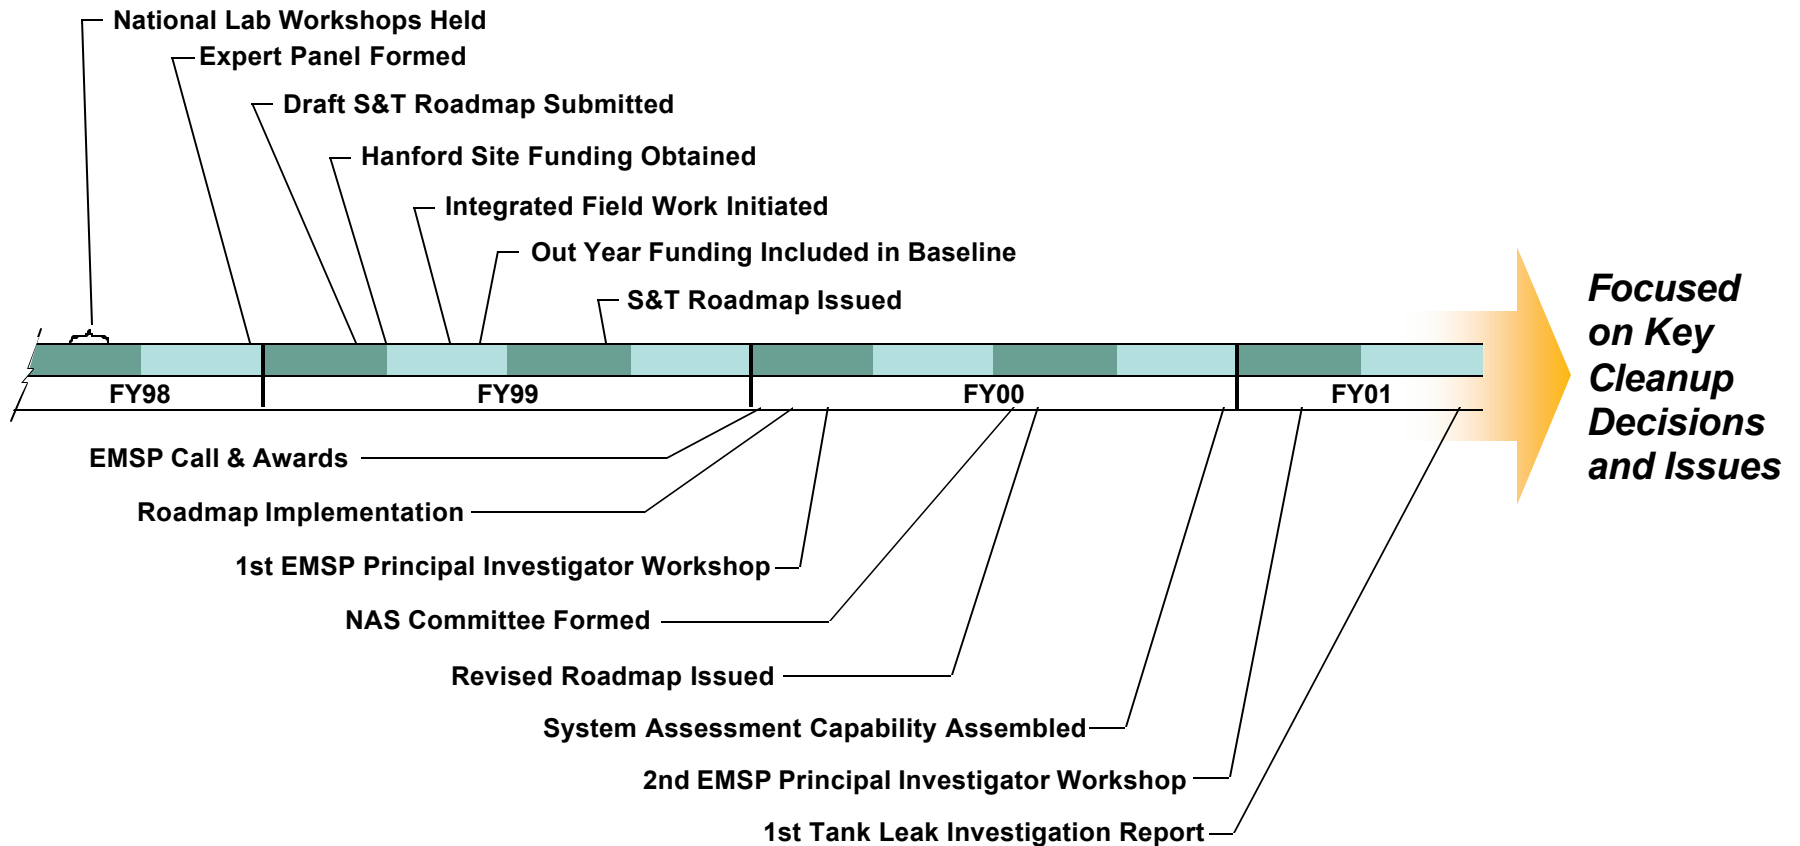 National Lab Workshops Held
Expert Panel Formed
Draft S&T Roadmap Submitted
Hanford Site Funding Obtained
Integrated Field Work Initiated
Out Year Funding Included in Baseline
S&T Roadmap Issued
Focused
on Key
Cleanup
Decisions
and Issues
FY98
FY99
FY00
FY01
EMSP Call & Awards
Roadmap Implementation
1st EMSP Principal Investigator Workshop
NAS Committee Formed
Revised Roadmap Issued
System Assessment Capability Assembled
2nd EMSP Principal Investigator Workshop
1st Tank Leak Investigation Report